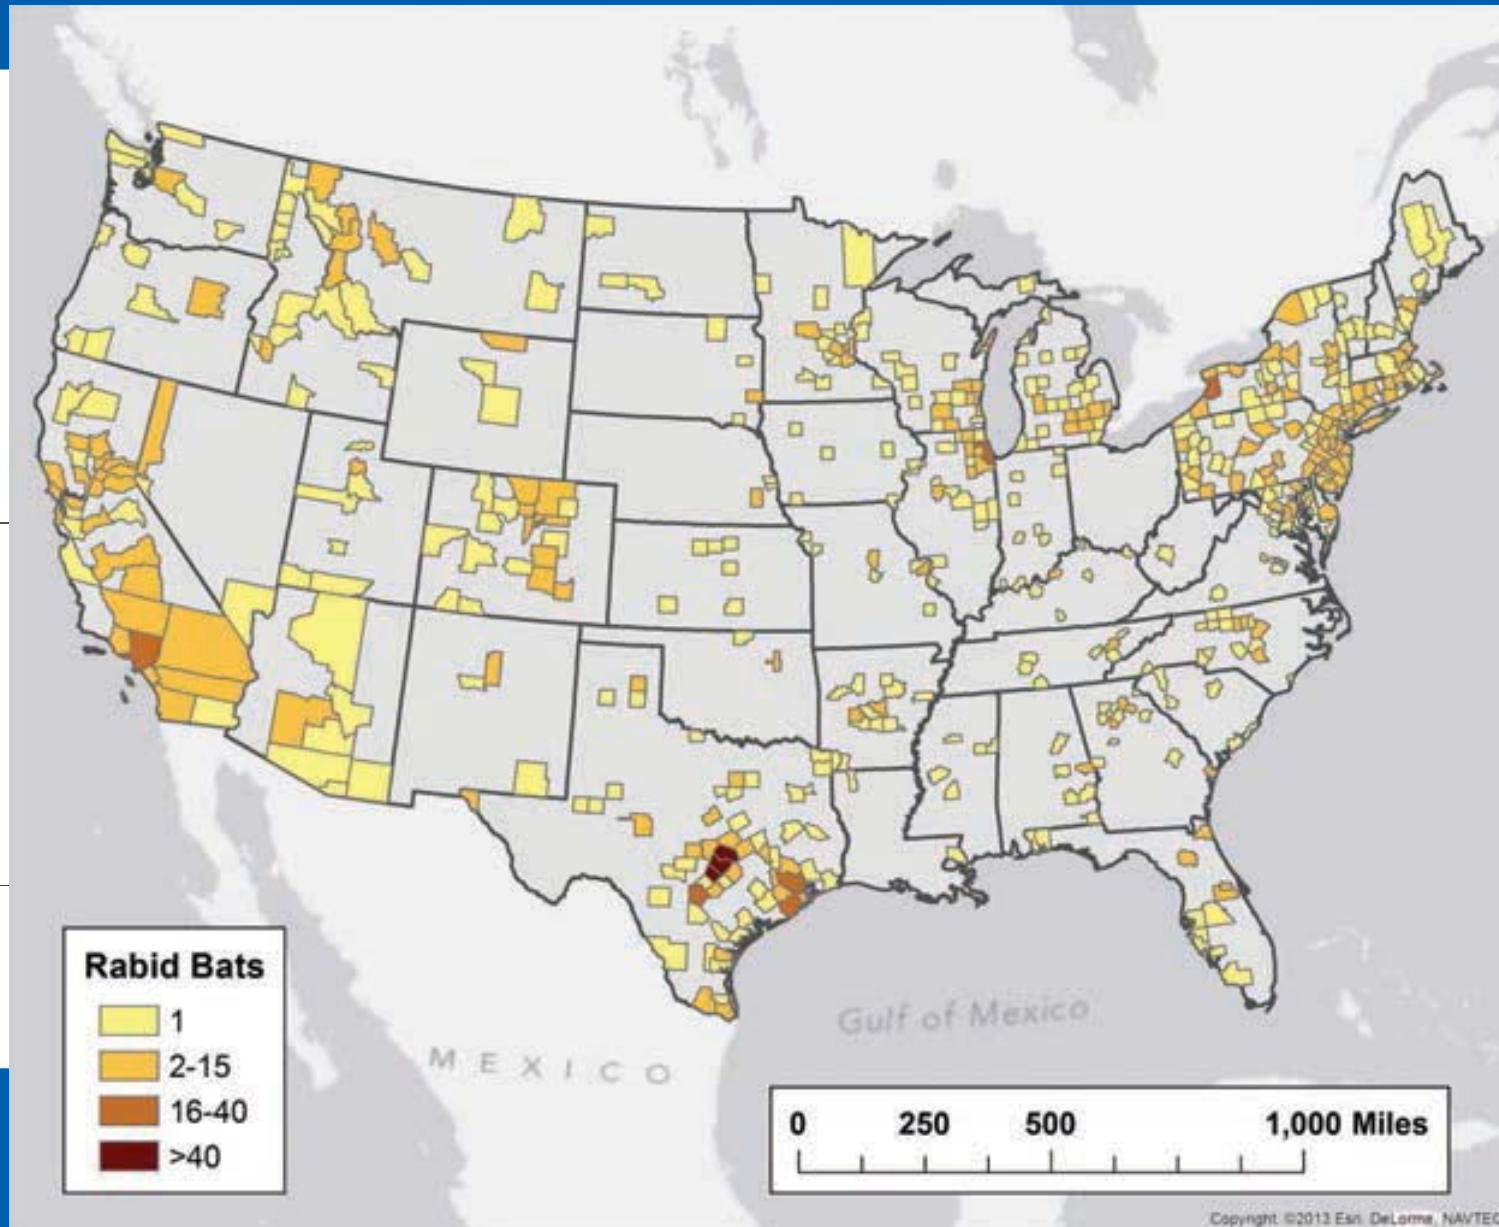 Gulf of Mexico
MEXICO
Rabid Bats
1
2-15
16-40
>40
0 250 500 1,000 Miles
Copyright ©2013 Esri, DeLorme, NAVTEQ